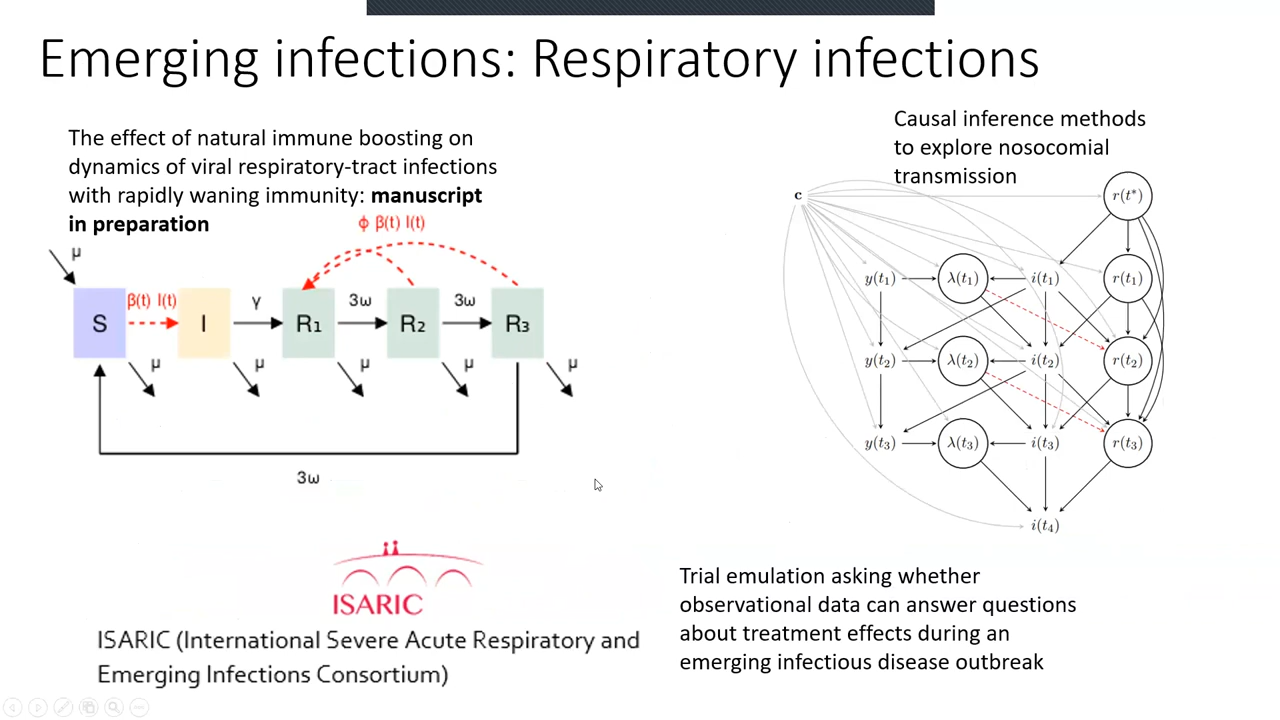 Emerging infections: Respiratory infections
The effect of natural immune boosting on
dynamics of viral respiratory-tract infections
with rapidly waning immunity: manuscript
in preparation
ϕ β(t) I(t)
μ
S
β(t) I(t)
I
γ
R₁
3ω
R₂
3ω
R₃
μ
μ
μ
μ
μ
3ω
ISARIC
ISARIC (International Severe Acute Respiratory and
Emerging Infections Consortium)
Causal inference methods
to explore nosocomial
transmission
c
r(t*)
y(t₁) λ(t₁) i(t₁) r(t₁)
y(t₂) λ(t₂) i(t₂) r(t₂)
y(t₃) λ(t₃) i(t₃) r(t₃)
i(t₄)
Trial emulation asking whether
observational data can answer questions
about treatment effects during an
emerging infectious disease outbreak